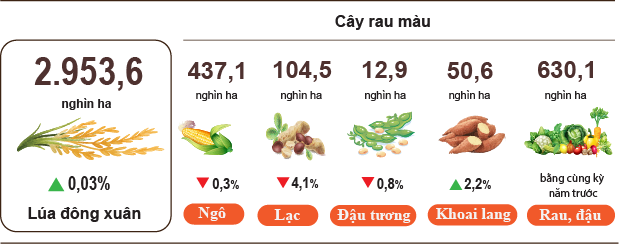 Cây rau màu
2.953,6
nghìn ha
▲ 0,03%
Lúa đông xuân
437,1
nghìn ha
▼ 0,3%
Ngô
104,5
nghìn ha
▼ 4,1%
Lạc
12,9
nghìn ha
▼ 0,8%
Đậu tương
50,6
nghìn ha
▲ 2,2%
Khoai lang
630,1
nghìn ha
bằng cùng kỳ
năm trước
Rau, đậu